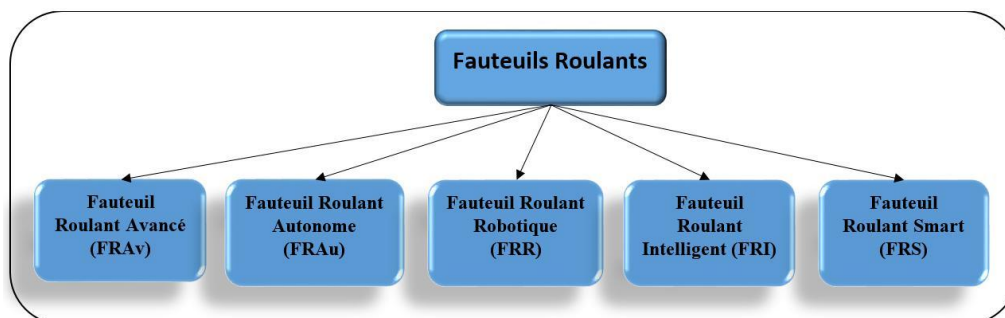 Fauteuils Roulants
Fauteuil
Roulant Avancé
(FRAv)
Fauteuil Roulant
Autonome
(FRAu)
Fauteuil Roulant
Robotique
(FRR)
Fauteuil
Roulant
Intelligent (FRI)
Fauteuil
Roulant Smart
(FRS)